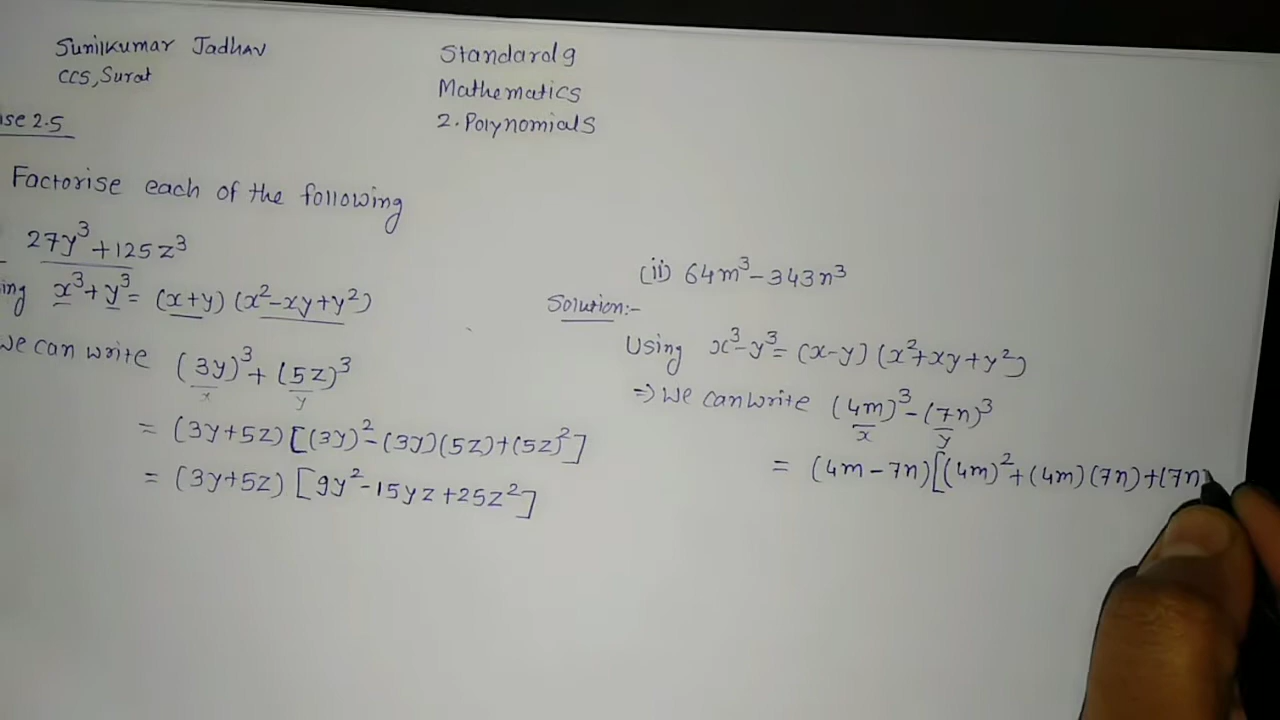 Sunilkumar Jadhav
CCS, Surat
Standard 9
Mathematics
2. Polynomials
ise 2.5
Factorise each of the following
27y³ + 125z³
ing x³ + y³ = (x+y) (x² - xy + y²)
We can write (3y)³ + (5z)³
x y
= (3y+5z) [(3y)² - (3y)(5z) + (5z)²]
= (3y+5z) [9y² - 15yz + 25z²]
(ii) 64m³ - 343n³
Solution:-
Using x³ - y³ = (x-y) (x² + xy + y²)
⇒ We can write (4m)³ - (7n)³
x y
= (4m - 7n) [(4m)² + (4m)(7n) + (7n)